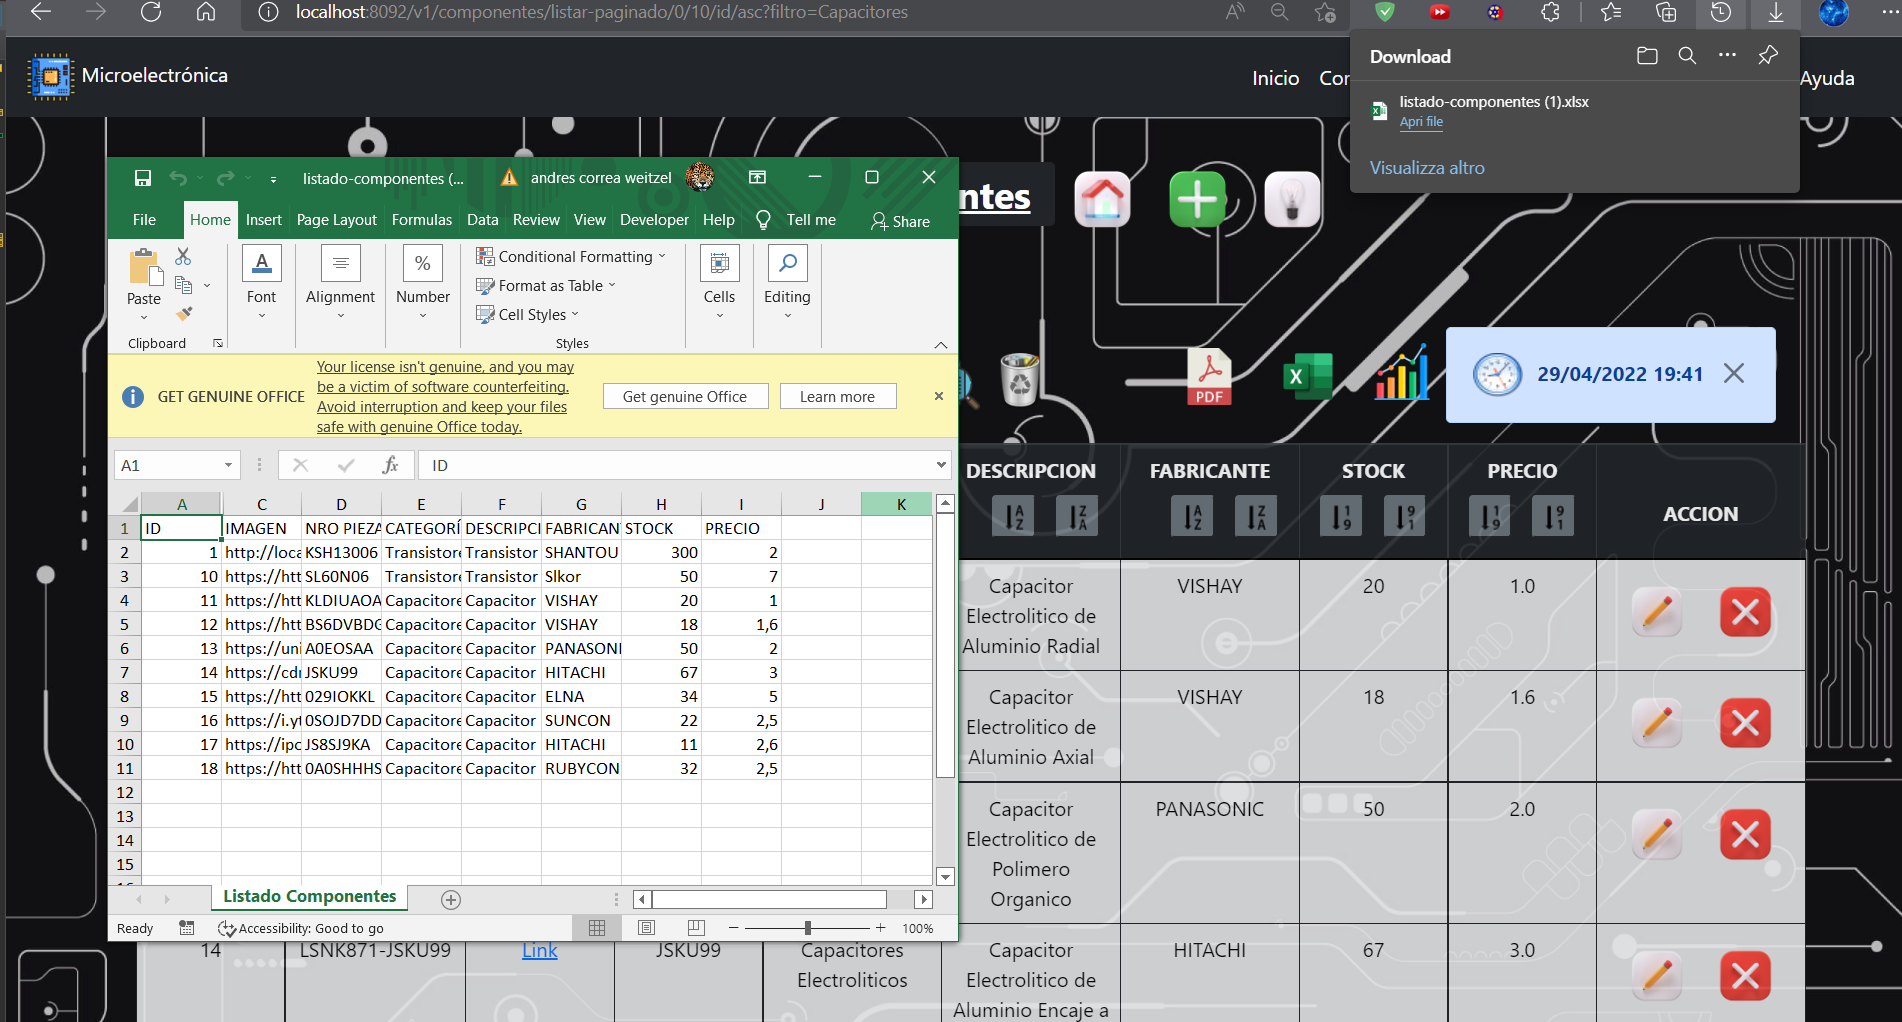 localhost:8092/v1/componentes/listar-paginado/0/10/id/asc?filtro=Capacitores
Microelectrónica
Inicio
Ayuda
Download
listado-componentes (1).xlsx
Apri file
Visualizza altro
listado-componentes (...
andres correa weitzel
File Home Insert Page Layout Formulas Data Review View Developer Help Tell me Share
Paste
Clipboard
Font
Alignment
%
Number
Conditional Formatting
Format as Table
Cell Styles
Styles
Cells
Editing
GET GENUINE OFFICE
Your license isn't genuine, and you may
be a victim of software counterfeiting.
Avoid interruption and keep your files
safe with genuine Office today.
Get genuine Office
Learn more
A1
fx
ID
A C D E F G H I J K
1 ID IMAGEN NRO PIEZA CATEGORÍ DESCRIPCI FABRICAN STOCK PRECIO
2 1 http://loca KSH13006 Transistore Transistor SHANTOU 300 2
3 10 https://htt SL60N06 Transistore Transistor Slkor 50 7
4 11 https://htt KLDIUAOA Capacitore Capacitor VISHAY 20 1
5 12 https://htt BS6DVBDG Capacitore Capacitor VISHAY 18 1,6
6 13 https://uni A0EOSAA Capacitore Capacitor PANASONI 50 2
7 14 https://cdn JSKU99 Capacitore Capacitor HITACHI 67 3
8 15 https://htt 029IOKKL Capacitore Capacitor ELNA 34 5
9 16 https://i.yt 0SOJD7DD Capacitore Capacitor SUNCON 22 2,5
10 17 https://ipc JS8SJ9KA Capacitore Capacitor HITACHI 11 2,6
11 18 https://htt 0A0SHHHS Capacitore Capacitor RUBYCON 32 2,5
12
13
14
15
Listado Componentes
Ready
Accessibility: Good to go
100%
ntes
PDF
X
29/04/2022 19:41
DESCRIPCION FABRICANTE STOCK PRECIO ACCION
Capacitor
Electrolitico de
Aluminio Radial
VISHAY 20 1.0
Capacitor
Electrolitico de
Aluminio Axial
VISHAY 18 1.6
Capacitor
Electrolitico de
Polimero
Organico
PANASONIC 50 2.0
14 LSNK871-JSKU99 Link JSKU99
Capacitores
Electroliticos
Capacitor
Electrolitico de
Aluminio Encaje a
HITACHI 67 3.0